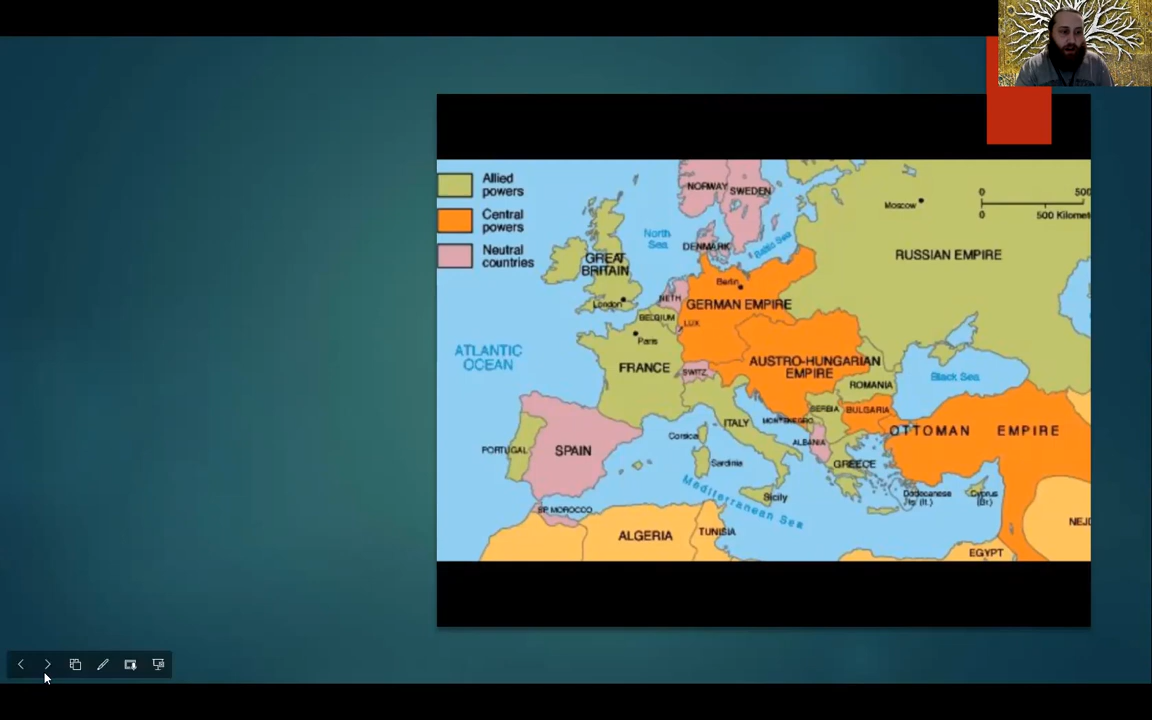 Allied
powers
Central
powers
Neutral
countries
NORWAY
SWEDEN
Moscow
0
500
0
500 Kilomet
North
Sea
DENMARK
Baltic Sea
RUSSIAN EMPIRE
GREAT
BRITAIN
Berlin
London
NETH
GERMAN EMPIRE
BELGIUM
LUX
Paris
ATLANTIC
OCEAN
FRANCE
SWITZ
AUSTRO-HUNGARIAN
EMPIRE
Black Sea
ROMANIA
SERBIA
BULGARIA
MONTENEGRO
ITALY
Corsica
ALBANIA
OTTOMAN EMPIRE
PORTUGAL
SPAIN
Sardinia
GREECE
Mediterranean Sea
Sicily
Dodecanese
Is (It.)
Cyprus
(Br.)
SP MOROCCO
ALGERIA
TUNISIA
NEJD
EGYPT